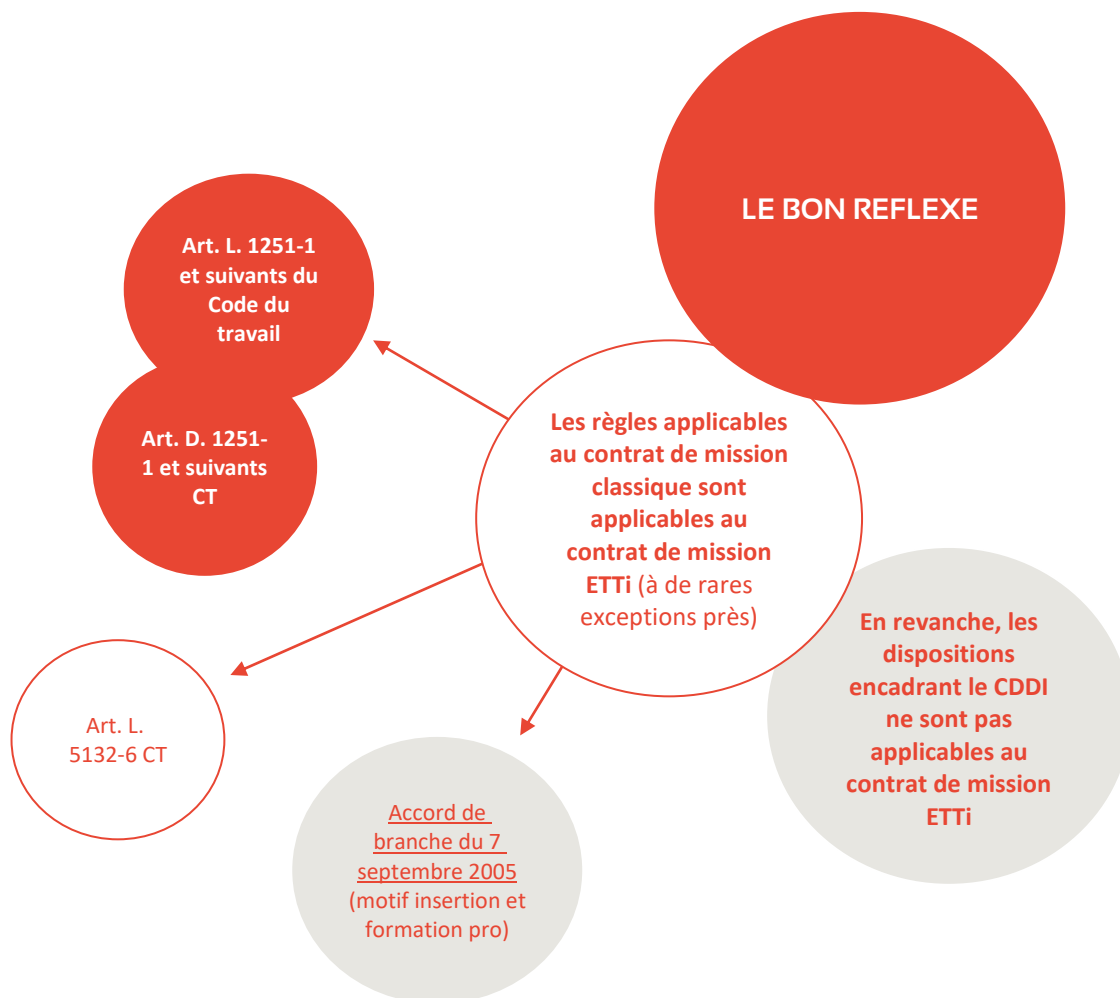 LE BON REFLEXE
Art. L. 1251-1
et suivants du
Code du
travail
Art. D. 1251-
1 et suivants
CT
Les règles applicables
au contrat de mission
classique sont
applicables au
contrat de mission
ETTi (à de rares
exceptions près)
En revanche, les
dispositions
encadrant le CDDI
ne sont pas
applicables au
contrat de mission
ETTi
Art. L.
5132-6 CT
Accord de
branche du 7
septembre 2005
(motif insertion et
formation pro)